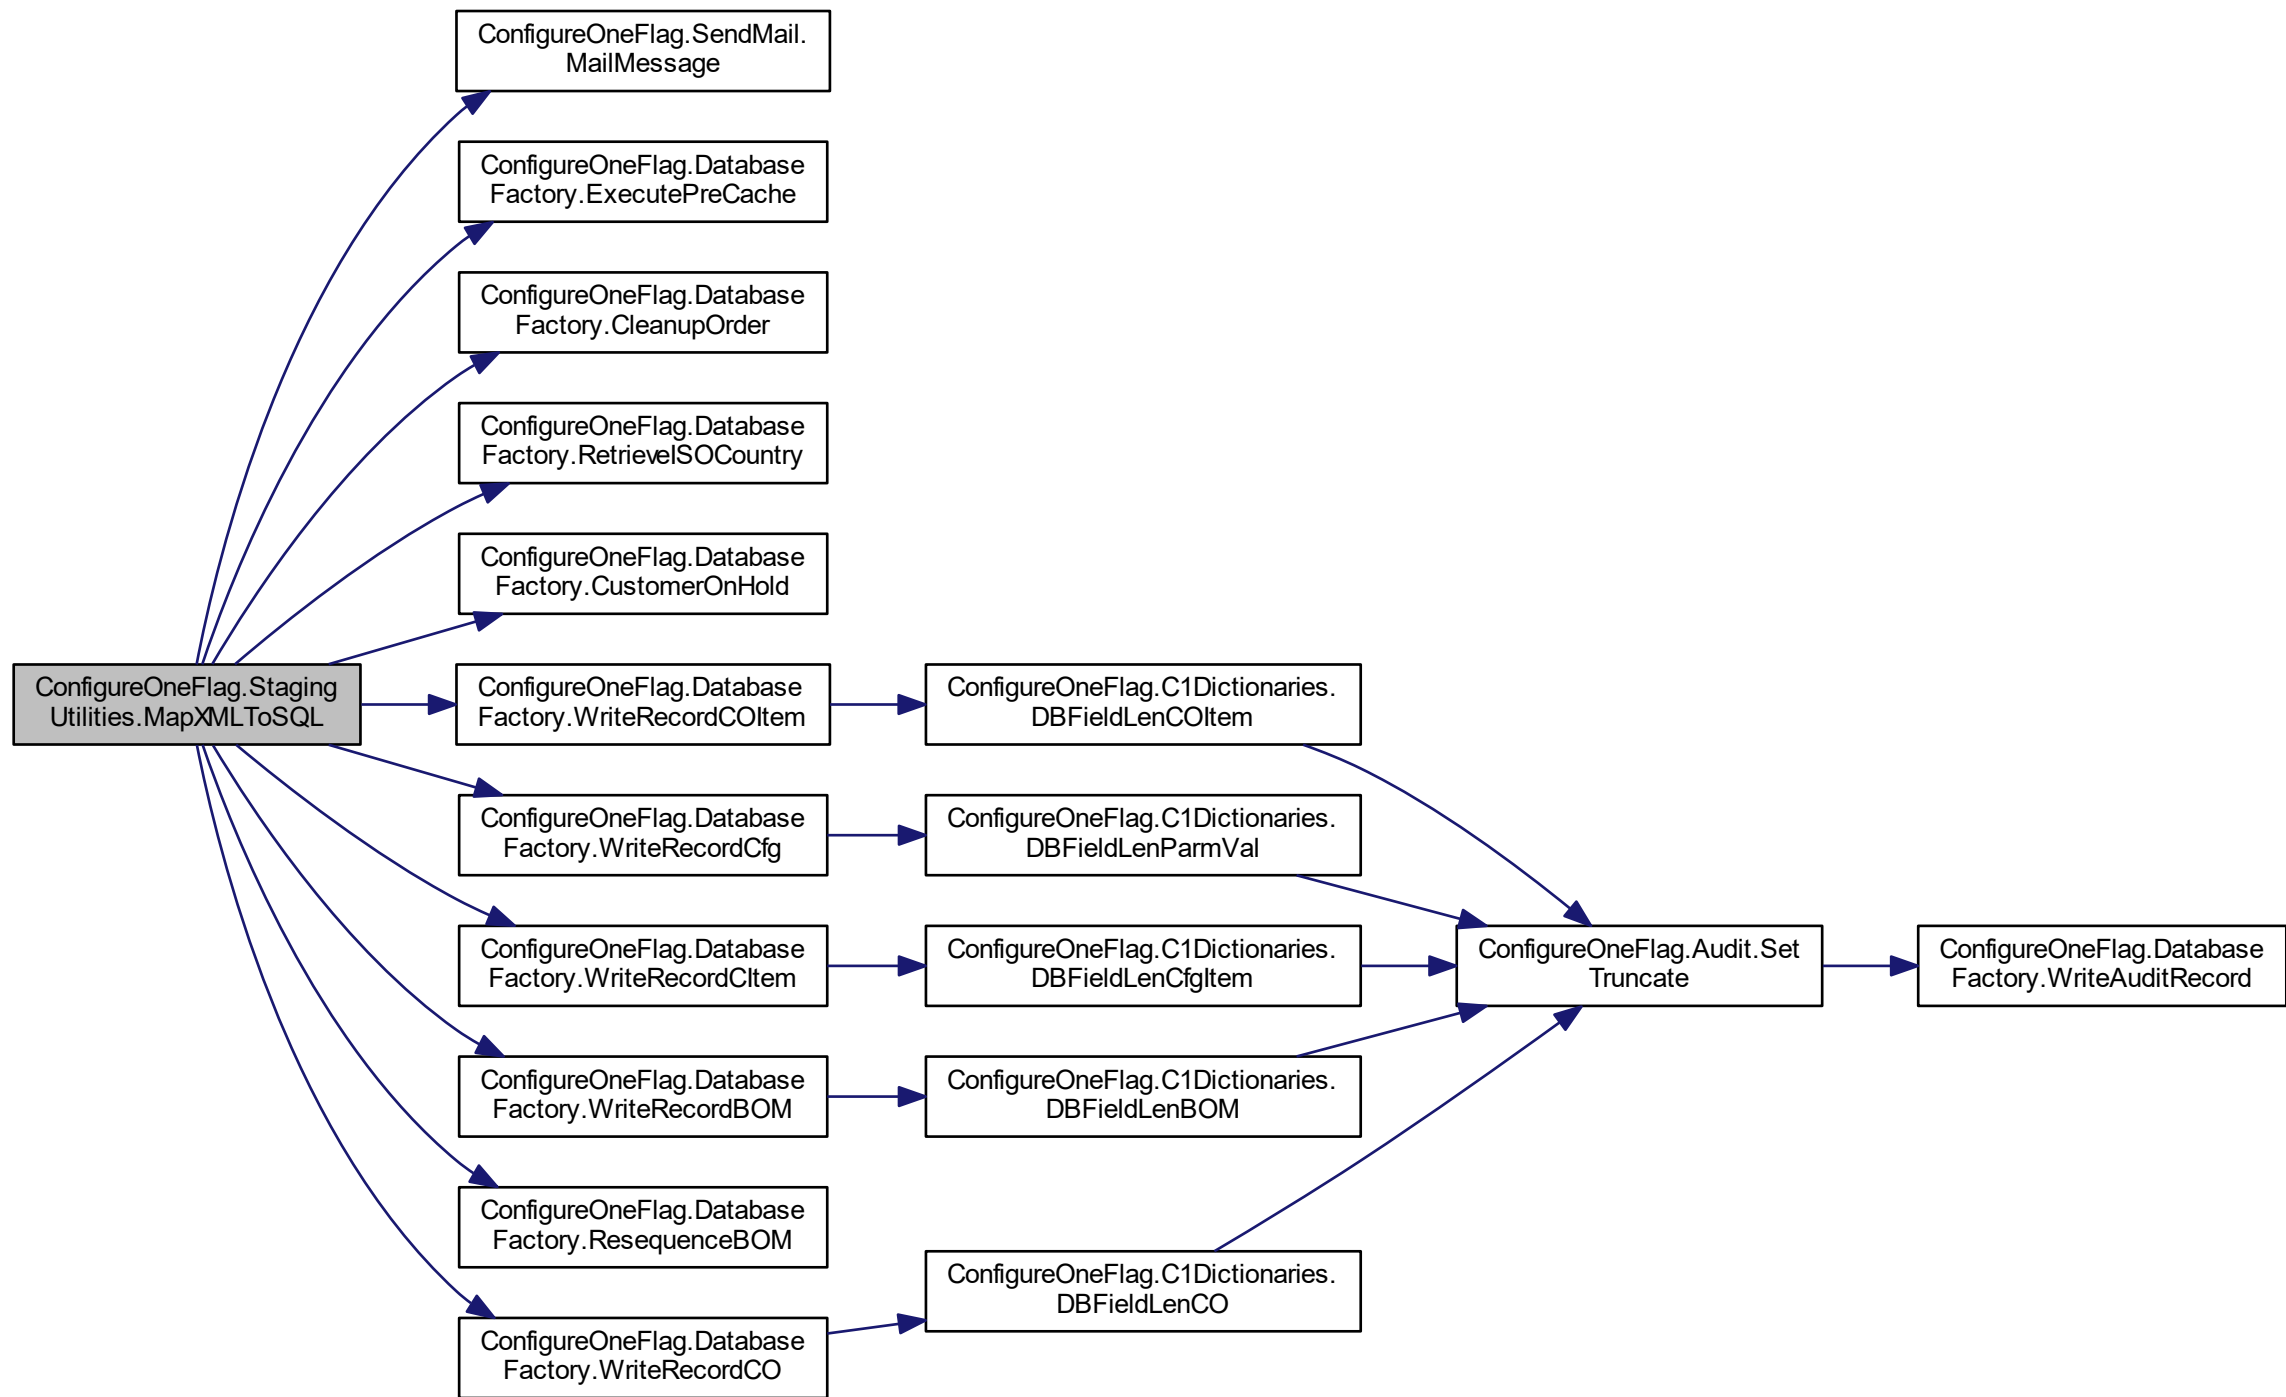 ConfigureOneFlag.SendMail.
MailMessage
ConfigureOneFlag.Database
Factory.ExecutePreCache
ConfigureOneFlag.Database
Factory.CleanupOrder
ConfigureOneFlag.Database
Factory.RetrieveISOCountry
ConfigureOneFlag.Database
Factory.CustomerOnHold
ConfigureOneFlag.Staging
Utilities.MapXMLToSQL
ConfigureOneFlag.Database
Factory.WriteRecordCOItem
ConfigureOneFlag.C1Dictionaries.
DBFieldLenCOItem
ConfigureOneFlag.Database
Factory.WriteRecordCfg
ConfigureOneFlag.C1Dictionaries.
DBFieldLenParmVal
ConfigureOneFlag.Database
Factory.WriteRecordCItem
ConfigureOneFlag.C1Dictionaries.
DBFieldLenCfgItem
ConfigureOneFlag.Audit.Set
Truncate
ConfigureOneFlag.Database
Factory.WriteAuditRecord
ConfigureOneFlag.Database
Factory.WriteRecordBOM
ConfigureOneFlag.C1Dictionaries.
DBFieldLenBOM
ConfigureOneFlag.Database
Factory.ResequenceBOM
ConfigureOneFlag.C1Dictionaries.
DBFieldLenCO
ConfigureOneFlag.Database
Factory.WriteRecordCO